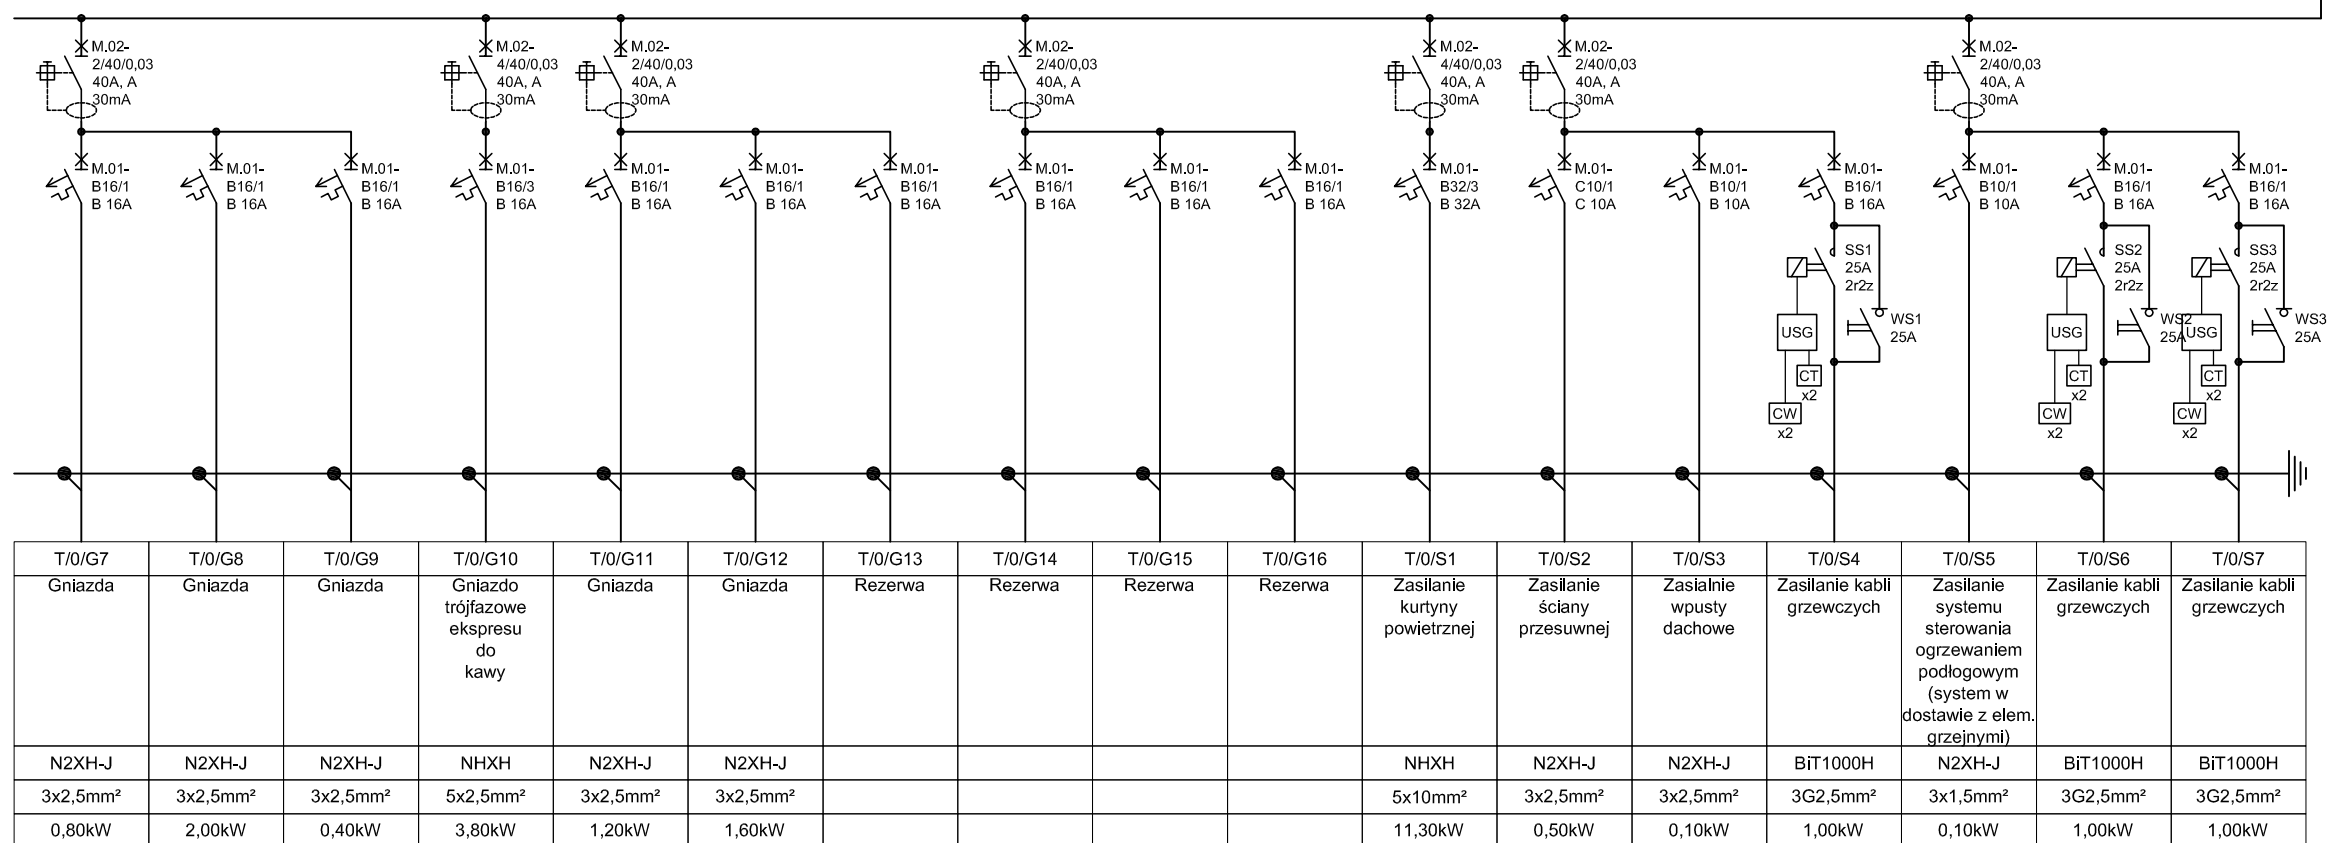 M.02-
2/40/0,03
40A, A
30mA
M.02-
4/40/0,03
40A, A
30mA
M.02-
2/40/0,03
40A, A
30mA
M.02-
2/40/0,03
40A, A
30mA
M.02-
4/40/0,03
40A, A
30mA
M.02-
2/40/0,03
40A, A
30mA
M.02-
2/40/0,03
40A, A
30mA
M.01-
B16/1
B 16A
M.01-
B16/1
B 16A
M.01-
B16/1
B 16A
M.01-
B16/3
B 16A
M.01-
B16/1
B 16A
M.01-
B16/1
B 16A
M.01-
B16/1
B 16A
M.01-
B16/1
B 16A
M.01-
B16/1
B 16A
M.01-
B16/1
B 16A
M.01-
B32/3
B 32A
M.01-
C10/1
C 10A
M.01-
B10/1
B 10A
M.01-
B16/1
B 16A
M.01-
B10/1
B 10A
M.01-
B16/1
B 16A
M.01-
B16/1
B 16A
SS1
25A
2r2z
USG
WS1
25A
CT
x2
CW
x2
SS2
25A
2r2z
USG
WS2
25A
CT
x2
CW
x2
SS3
25A
2r2z
USG
WS3
25A
CT
x2
CW
x2
T/0/G7 T/0/G8 T/0/G9 T/0/G10 T/0/G11 T/0/G12 T/0/G13 T/0/G14 T/0/G15 T/0/G16 T/0/S1 T/0/S2 T/0/S3 T/0/S4 T/0/S5 T/0/S6 T/0/S7
Gniazda
Gniazda
Gniazda
Gniazdo
trójfazowe
ekspresu
do
kawy
Gniazda
Gniazda
Rezerwa
Rezerwa
Rezerwa
Rezerwa
Zasilanie
kurtyny
powietrznej
Zasilanie
ściany
przesuwnej
Zasialnie
wpusty
dachowe
Zasilanie kabli
grzewczych
Zasilanie
systemu
sterowania
ogrzewaniem
podłogowym
(system w
dostawie z elem.
grzejnymi)
Zasilanie kabli
grzewczych
Zasilanie kabli
grzewczych
N2XH-J N2XH-J N2XH-J NHXH N2XH-J N2XH-J NHXH N2XH-J N2XH-J BiT1000H N2XH-J BiT1000H BiT1000H
3x2,5mm² 3x2,5mm² 3x2,5mm² 5x2,5mm² 3x2,5mm² 3x2,5mm² 5x10mm² 3x2,5mm² 3x2,5mm² 3G2,5mm² 3x1,5mm² 3G2,5mm² 3G2,5mm²
0,80kW 2,00kW 0,40kW 3,80kW 1,20kW 1,60kW 11,30kW 0,50kW 0,10kW 1,00kW 0,10kW 1,00kW 1,00kW